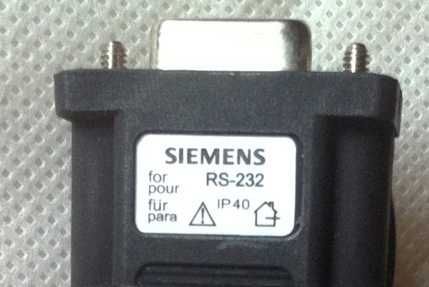 SIEMENS
for RS-232
pour
für IP 40
para